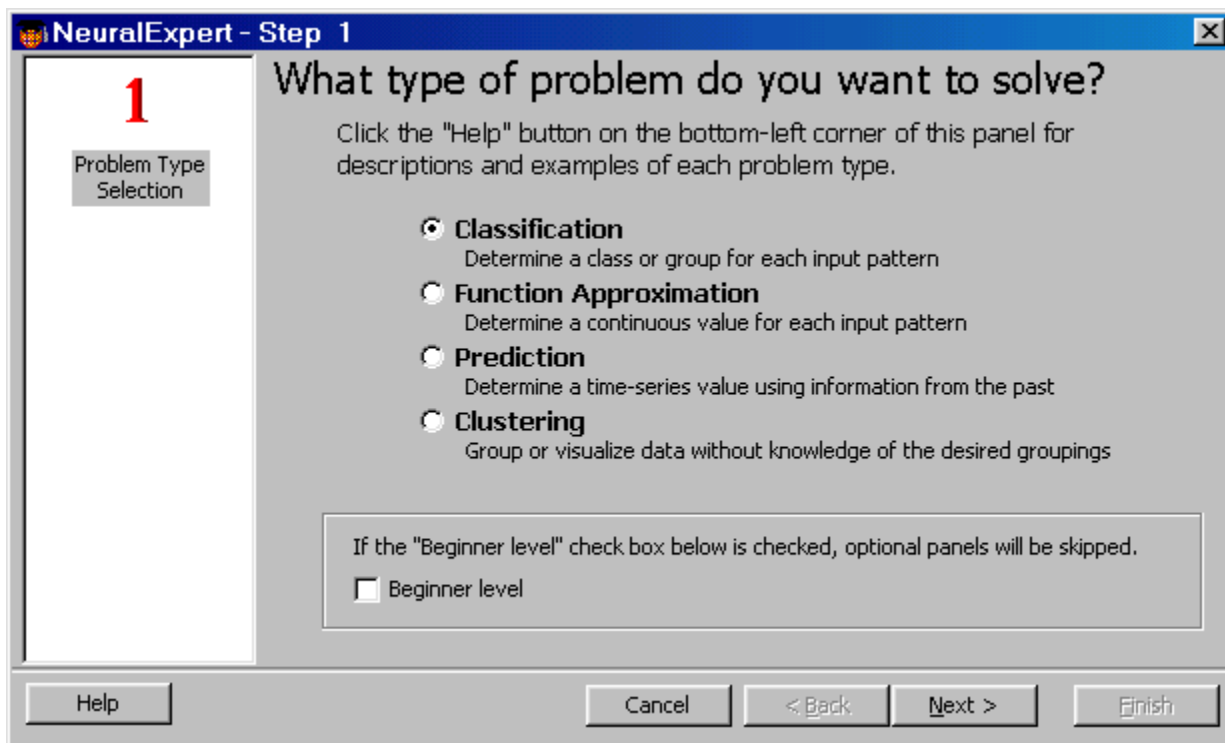 NeuralExpert - Step 1
1
Problem Type
Selection
What type of problem do you want to solve?
Click the "Help" button on the bottom-left corner of this panel for
descriptions and examples of each problem type.
Classification
Determine a class or group for each input pattern
Function Approximation
Determine a continuous value for each input pattern
Prediction
Determine a time-series value using information from the past
Clustering
Group or visualize data without knowledge of the desired groupings
If the "Beginner level" check box below is checked, optional panels will be skipped.
Beginner level
Help
Cancel
< Back
Next >
Finish